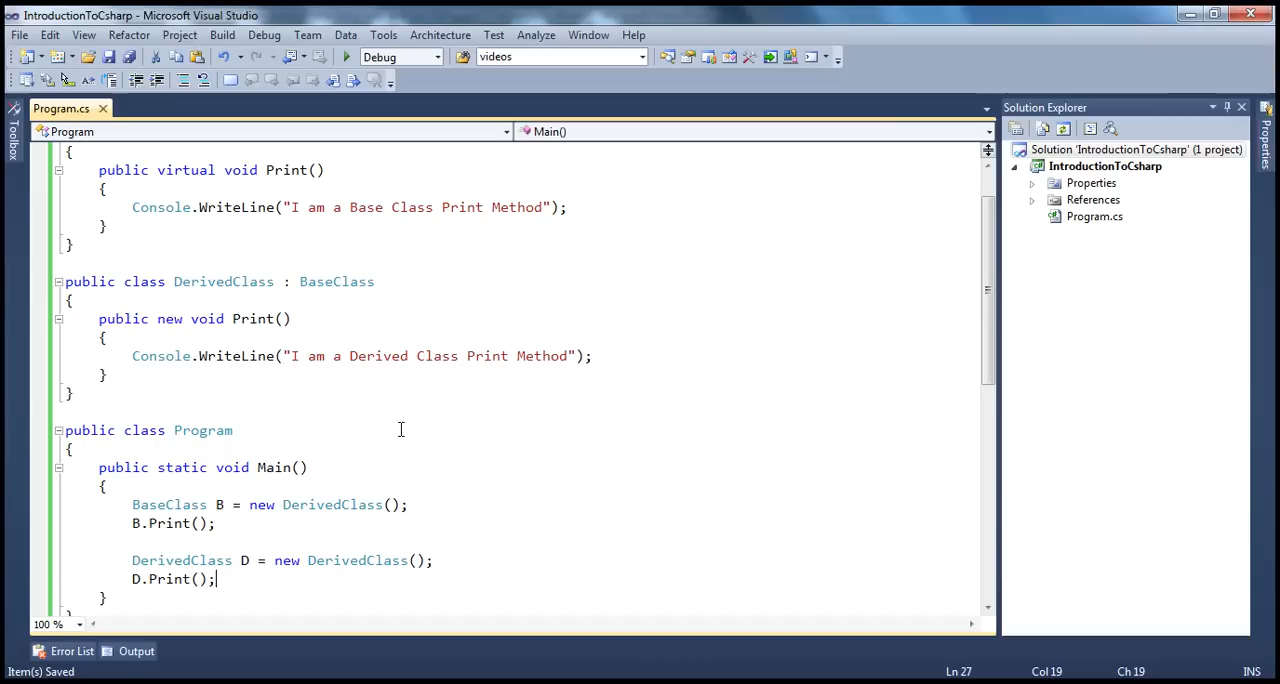 IntroductionToCsharp - Microsoft Visual Studio
File Edit View Refactor Project Build Debug Team Data Tools Architecture Test Analyze Window Help
Debug videos
Program.cs
Solution Explorer
Toolbox
Properties
Program Main()
{
public virtual void Print()
{
Console.WriteLine("I am a Base Class Print Method");
}
}
public class DerivedClass : BaseClass
{
public new void Print()
{
Console.WriteLine("I am a Derived Class Print Method");
}
}
public class Program
{
public static void Main()
{
BaseClass B = new DerivedClass();
B.Print();
DerivedClass D = new DerivedClass();
D.Print();
}
}
Solution 'IntroductionToCsharp' (1 project)
IntroductionToCsharp
Properties
References
Program.cs
100 %
Error List Output
Item(s) Saved Ln 27 Col 19 Ch 19 INS